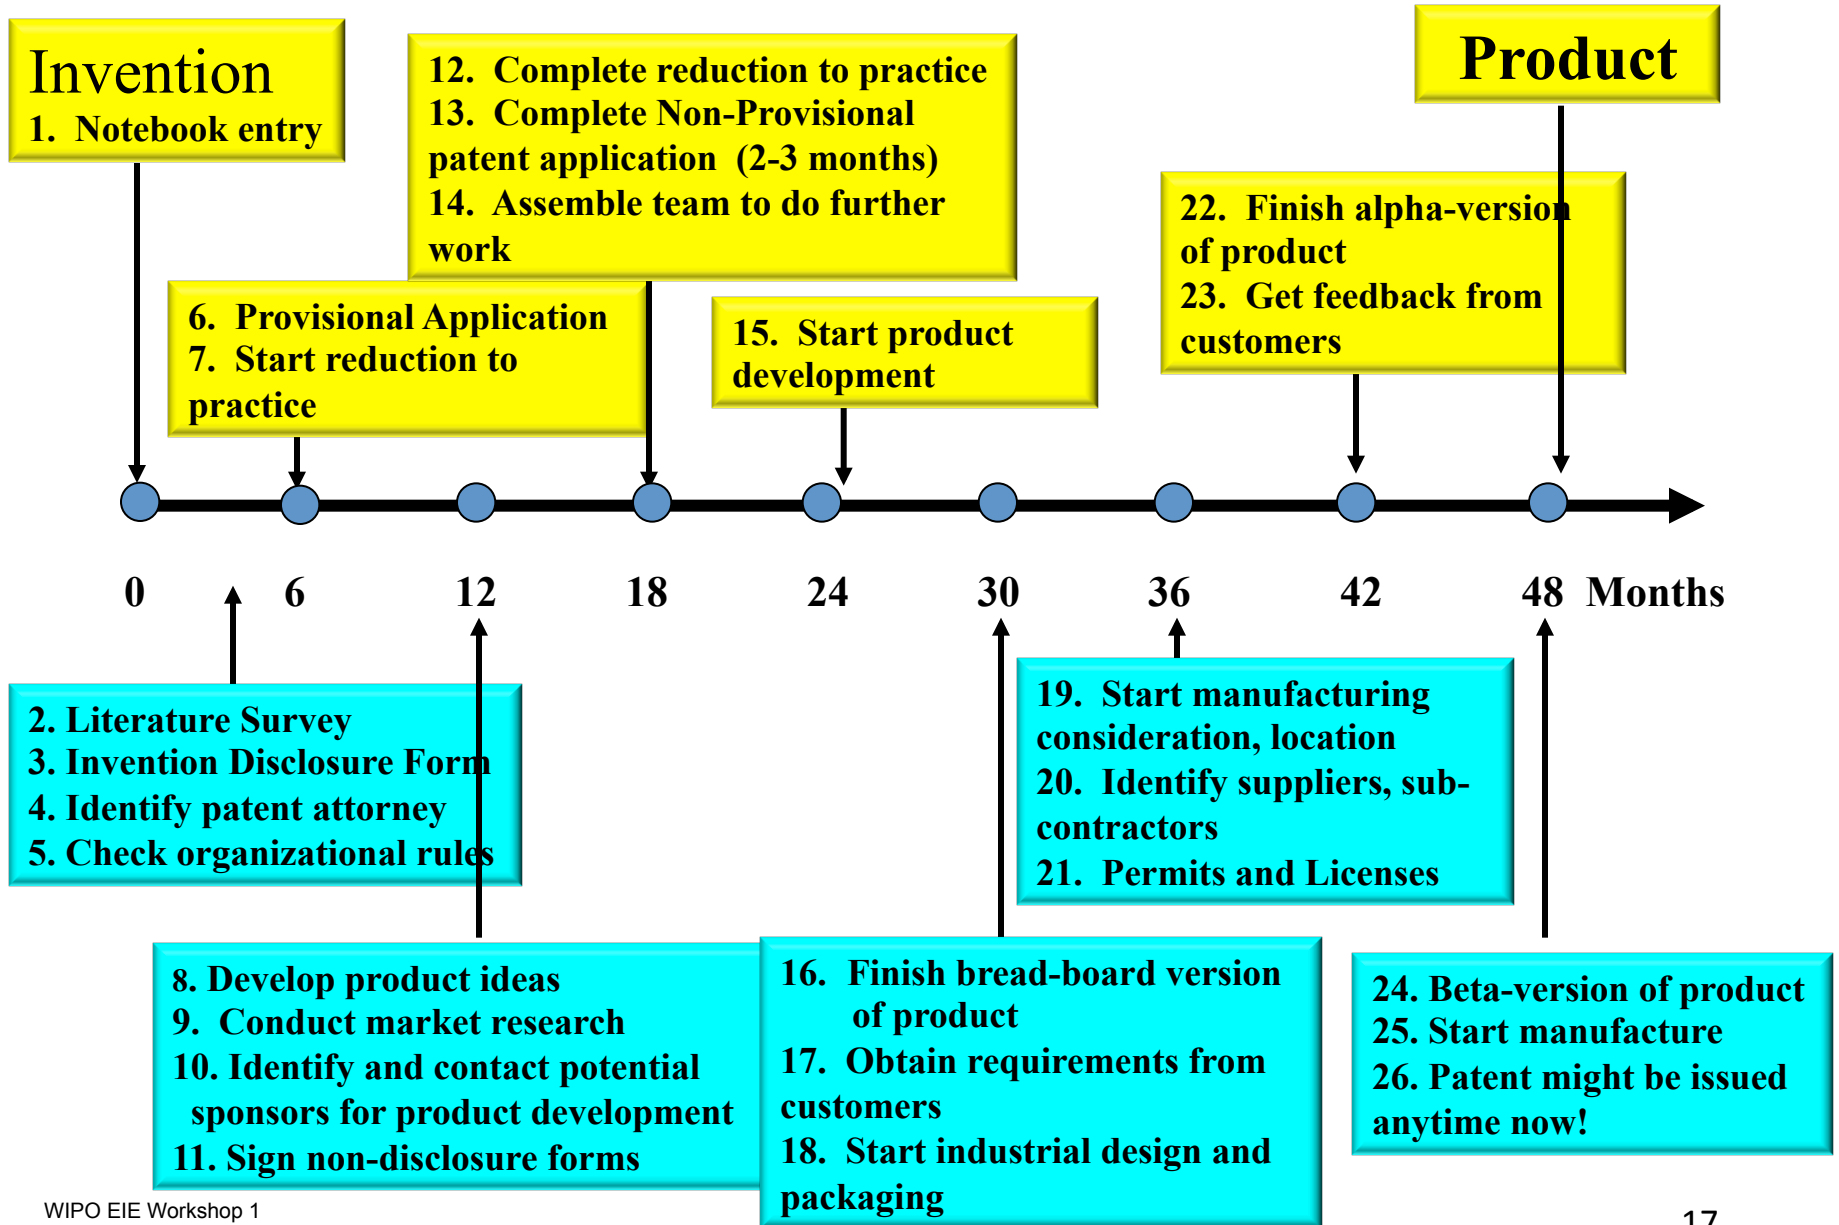 Invention
1. Notebook entry
12. Complete reduction to practice
13. Complete Non-Provisional
patent application (2-3 months)
14. Assemble team to do further
work
Product
6. Provisional Application
7. Start reduction to
practice
15. Start product
development
22. Finish alpha-version
of product
23. Get feedback from
customers
0 6 12 18 24 30 36 42 48 Months
2. Literature Survey
3. Invention Disclosure Form
4. Identify patent attorney
5. Check organizational rules
19. Start manufacturing
consideration, location
20. Identify suppliers, sub-
contractors
21. Permits and Licenses
8. Develop product ideas
9. Conduct market research
10. Identify and contact potential
sponsors for product development
11. Sign non-disclosure forms
16. Finish bread-board version
of product
17. Obtain requirements from
customers
18. Start industrial design and
packaging
24. Beta-version of product
25. Start manufacture
26. Patent might be issued
anytime now!
WIPO EIE Workshop 1
17